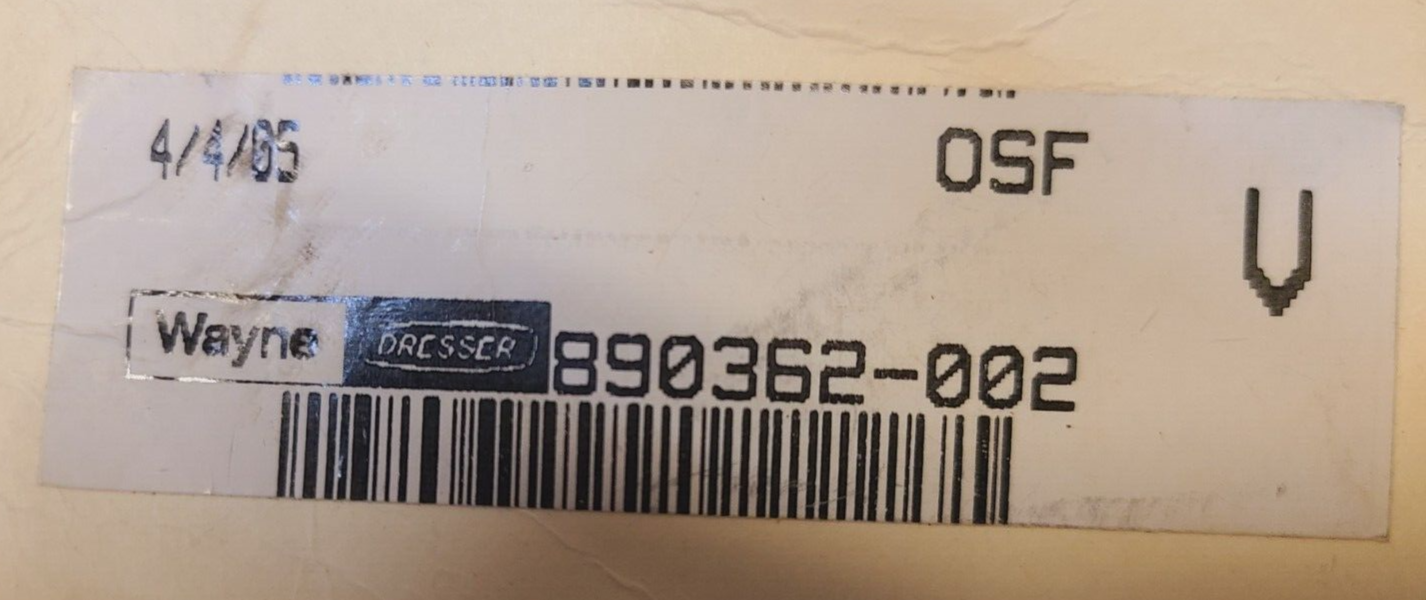 4/4/05
OSF
V
Wayne DRESSER 890362-002